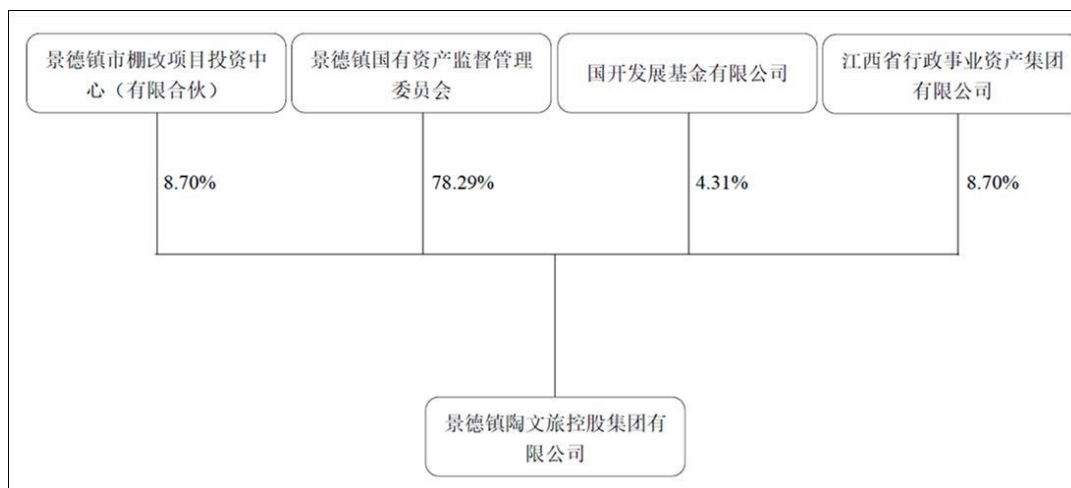 景德镇市棚改项目投资中
心（有限合伙）
景德镇国有资产监督管理
委员会
国开发展基金有限公司
江西省行政事业资产集团
有限公司
8.70%
78.29%
4.31%
8.70%
景德镇陶文旅控股集团有
限公司